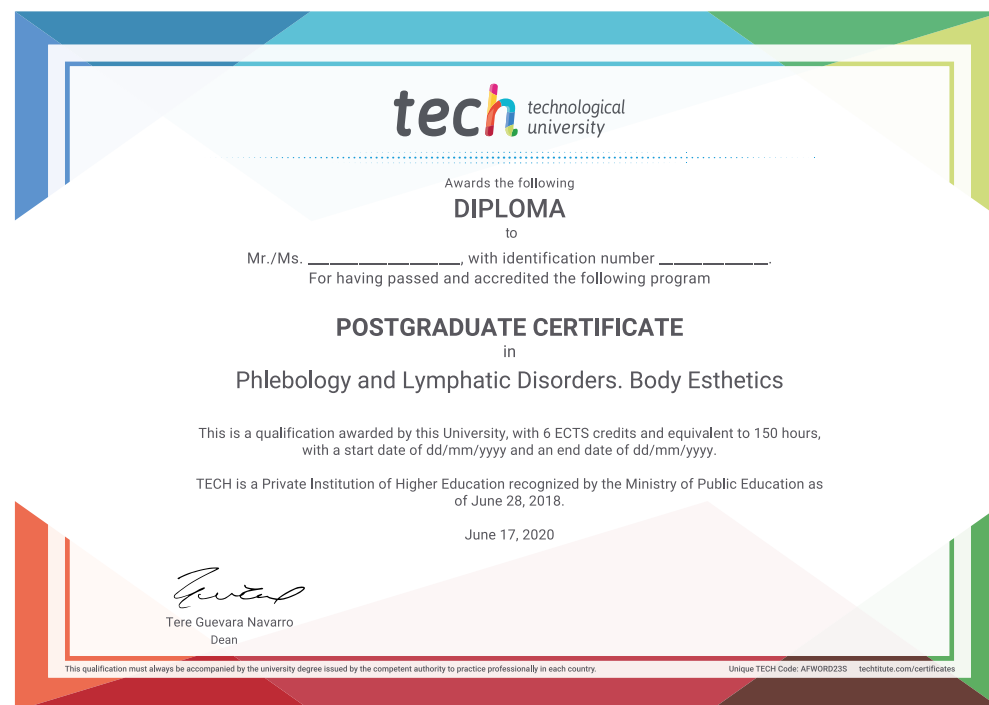 tech technological
university
Awards the following
DIPLOMA
to
Mr./Ms. ____________________, with identification number ______________.
For having passed and accredited the following program
POSTGRADUATE CERTIFICATE
in
Phlebology and Lymphatic Disorders. Body Esthetics
This is a qualification awarded by this University, with 6 ECTS credits and equivalent to 150 hours,
with a start date of dd/mm/yyyy and an end date of dd/mm/yyyy.
TECH is a Private Institution of Higher Education recognized by the Ministry of Public Education as
of June 28, 2018.
June 17, 2020
Tere Guevara Navarro
Dean
This qualification must always be accompanied by the university degree issued by the competent authority to practice professionally in each country. Unique TECH Code: AFWORD23S techtitute.com/certificates